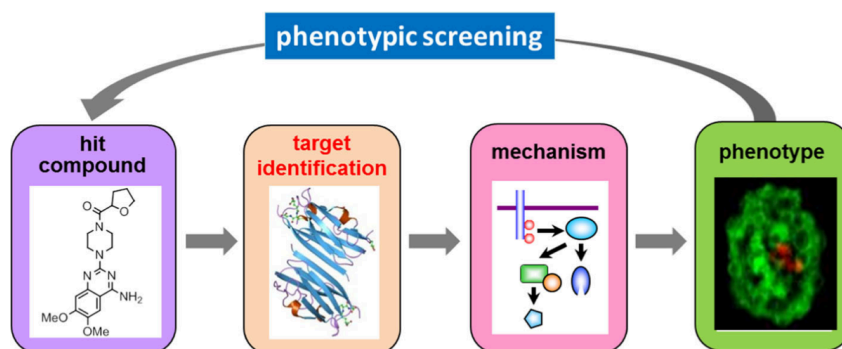 phenotypic screening
hit
compound
target
identification
mechanism
phenotype
O
O
N
N
N
N
NH₂
MeO
OMe